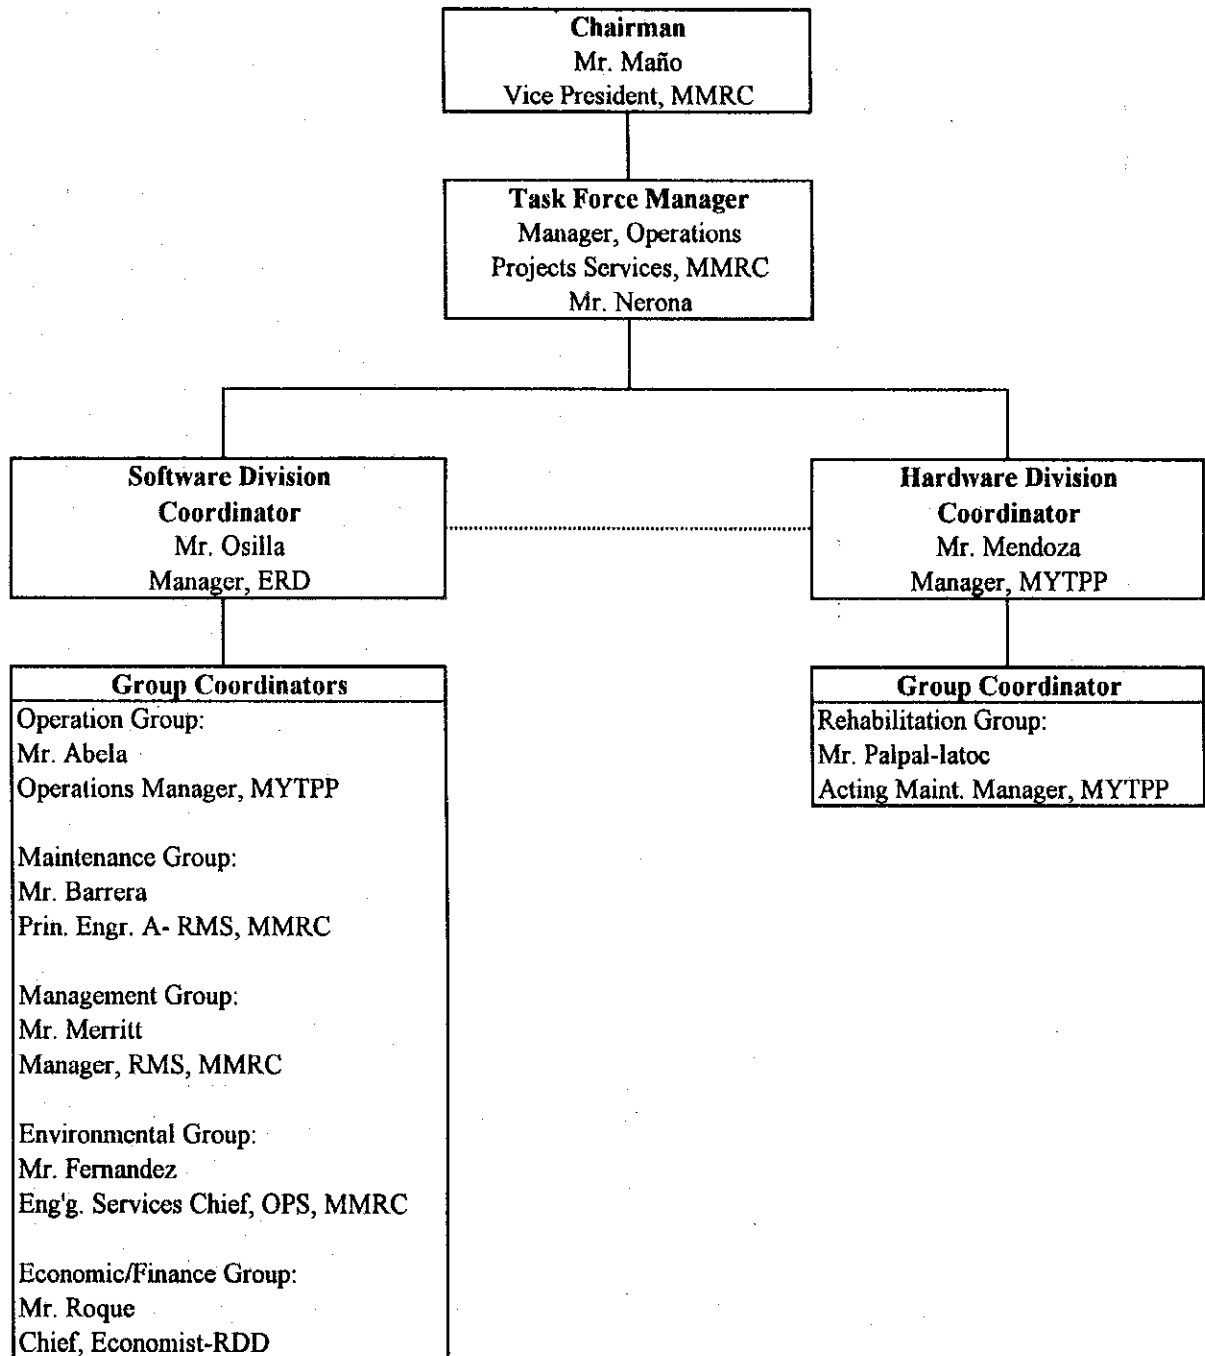 Chairman
Mr. Maño
Vice President, MMRC
Task Force Manager
Manager, Operations
Projects Services, MMRC
Mr. Nerona
Software Division
Coordinator
Mr. Osilla
Manager, ERD
Hardware Division
Coordinator
Mr. Mendoza
Manager, MYTPP
Group Coordinators
Operation Group:
Mr. Abela
Operations Manager, MYTPP
Maintenance Group:
Mr. Barrera
Prin. Engr. A- RMS, MMRC
Management Group:
Mr. Merritt
Manager, RMS, MMRC
Environmental Group:
Mr. Fernandez
Eng'g. Services Chief, OPS, MMRC
Economic/Finance Group:
Mr. Roque
Chief, Economist-RDD
Group Coordinator
Rehabilitation Group:
Mr. Palpal-latoc
Acting Maint. Manager, MYTPP